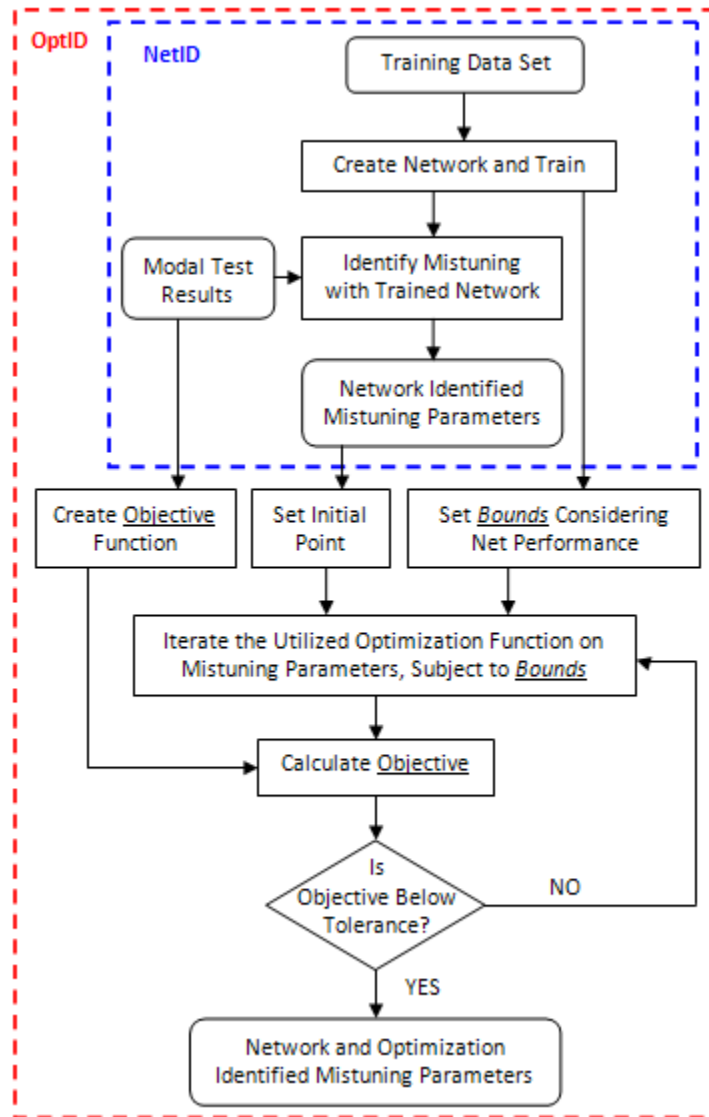 OptID
NetID
Training Data Set
Create Network and Train
Modal Test
Results
Identify Mistuning
with Trained Network
Network Identified
Mistuning Parameters
Create Objective
Function
Set Initial
Point
Set Bounds Considering
Net Performance
Iterate the Utilized Optimization Function on
Mistuning Parameters, Subject to Bounds
Calculate Objective
Is
Objective Below
Tolerance?
NO
YES
Network and Optimization
Identified Mistuning Parameters